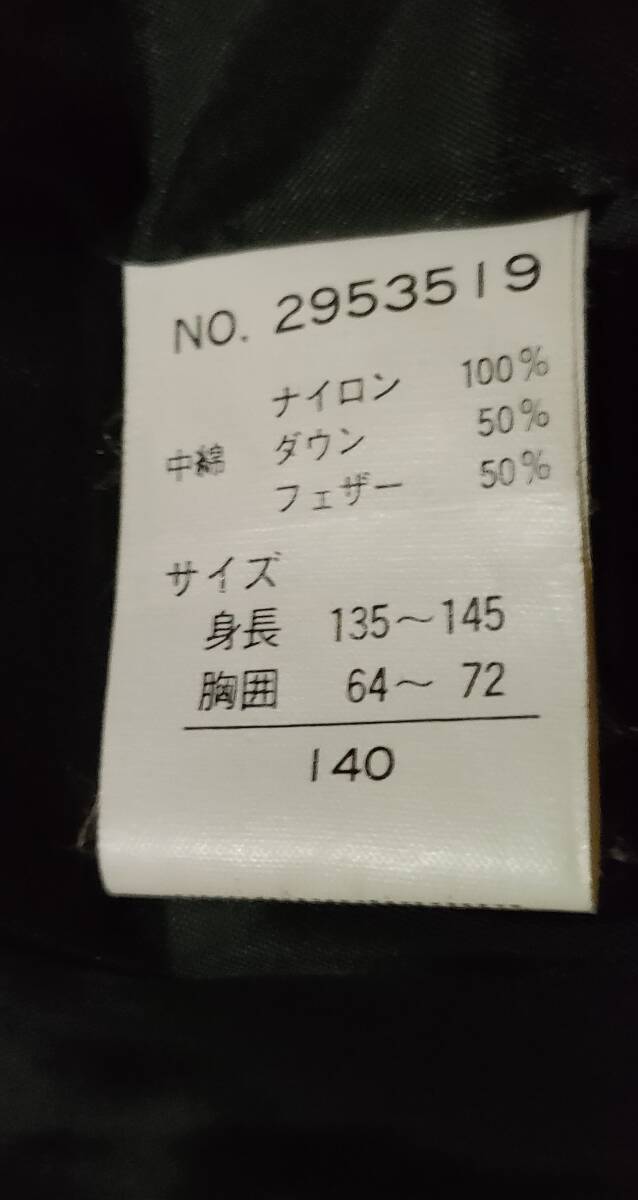 NO. 2953519
ナイロン 100%
中綿 ダウン 50%
フェザー 50%
サイズ
身長 135～145
胸囲 64～72
140